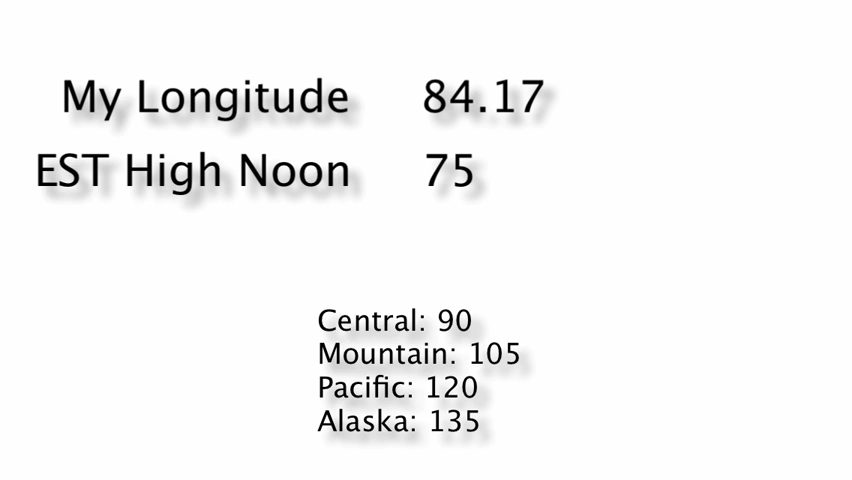 My Longitude 84.17
EST High Noon 75
Central: 90
Mountain: 105
Pacific: 120
Alaska: 135